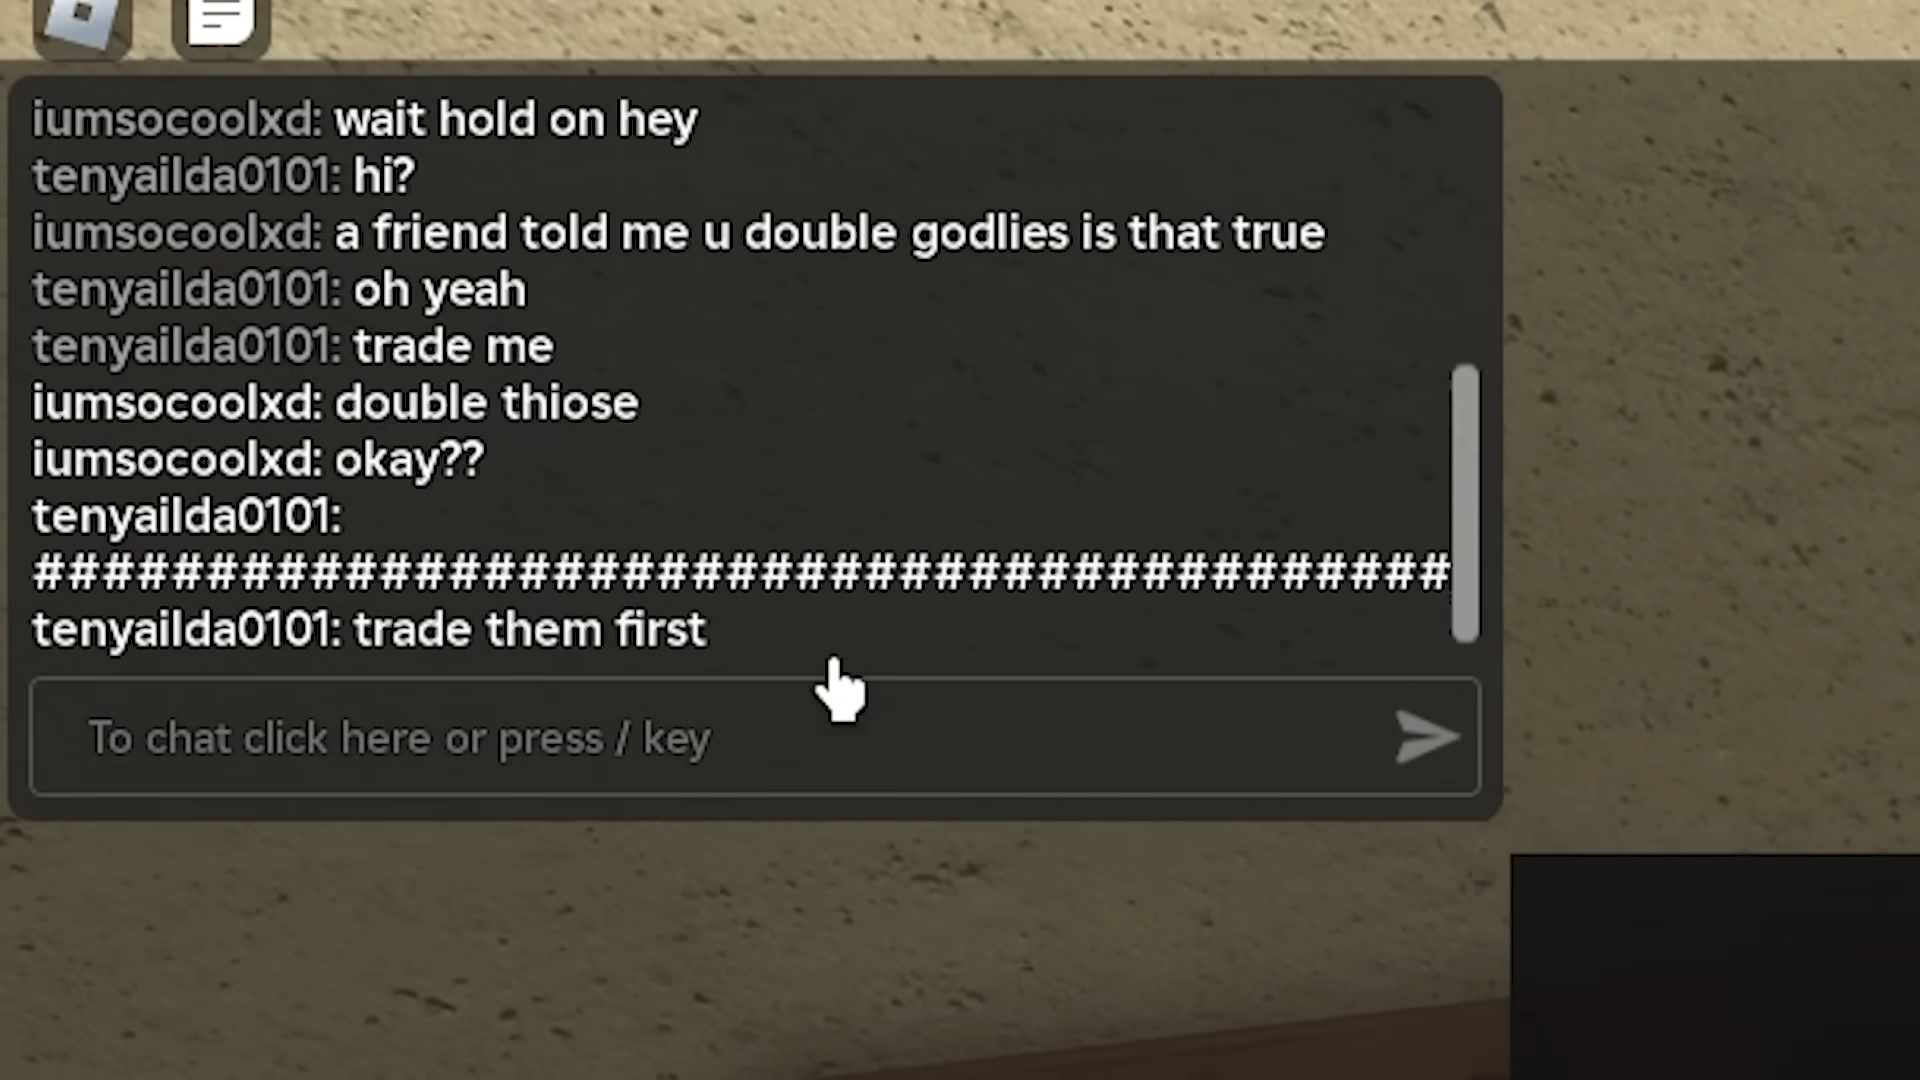 iumsocoolxd: wait hold on hey
tenyailda0101: hi?
iumsocoolxd: a friend told me u double godlies is that true
tenyailda0101: oh yeah
tenyailda0101: trade me
iumsocoolxd: double thiose
iumsocoolxd: okay??
tenyailda0101:
#########################################
tenyailda0101: trade them first
To chat click here or press / key